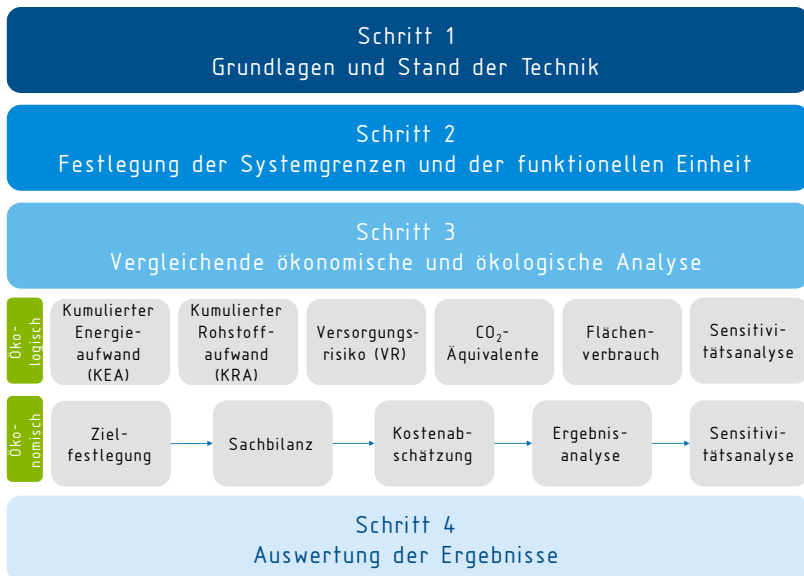 Schritt 1
Grundlagen und Stand der Technik
Schritt 2
Festlegung der Systemgrenzen und der funktionellen Einheit
Schritt 3
Vergleichende ökonomische und ökologische Analyse
Öko-
logisch
Kumulierter
Energie-
aufwand
(KEA)
Kumulierter
Rohstoff-
aufwand
(KRA)
Versorgungs-
risiko (VR)
CO₂-
Äquivalente
Flächen-
verbrauch
Sensitivi-
tätsanalyse
Öko-
nomisch
Ziel-
festlegung
Sachbilanz
Kostenab-
schätzung
Ergebnis-
analyse
Sensitivi-
tätsanalyse
Schritt 4
Auswertung der Ergebnisse